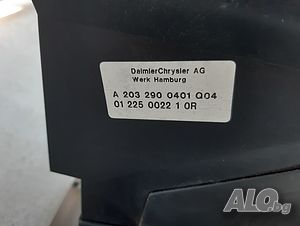 DaimlerChrysler AG
Werk Hamburg
A 203 290 0401 Q04
01 225 0022 1 0R
ALO.bg